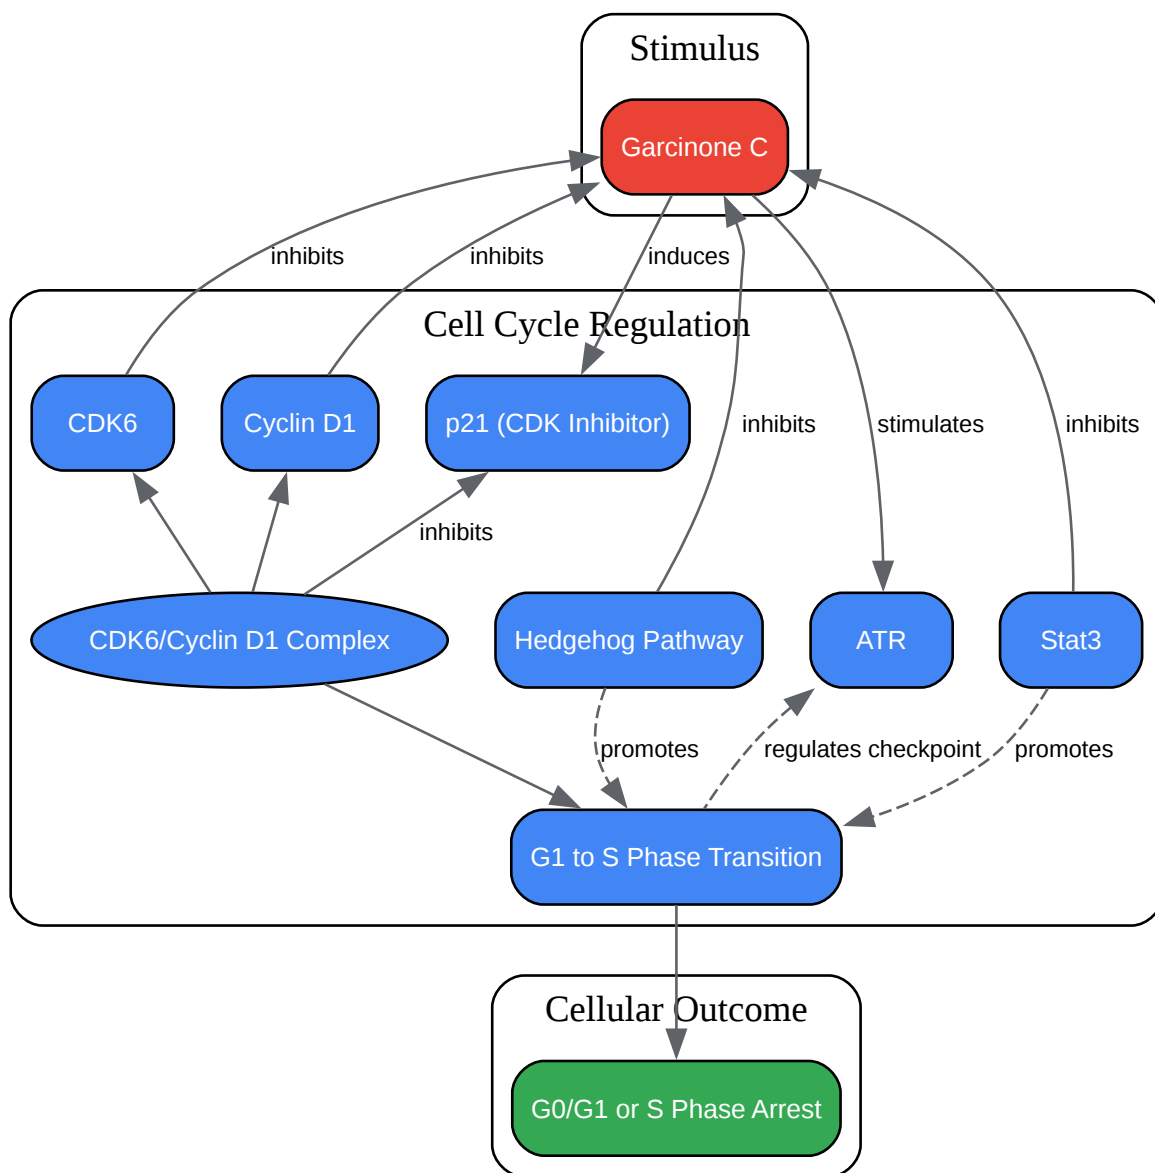 Stimulus
Garcinone C
inhibits
inhibits
induces
Cell Cycle Regulation
CDK6
Cyclin D1
p21 (CDK Inhibitor)
inhibits
stimulates
inhibits
inhibits
CDK6/Cyclin D1 Complex
Hedgehog Pathway
ATR
Stat3
promotes
regulates checkpoint
promotes
G1 to S Phase Transition
Cellular Outcome
G0/G1 or S Phase Arrest